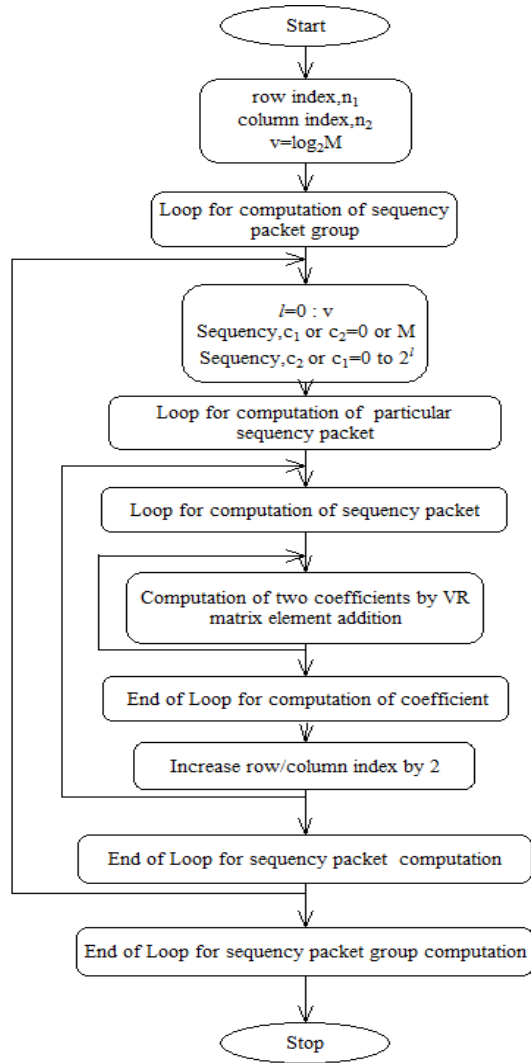 Start
row index,n₁
column index,n₂
v=log₂M
Loop for computation of sequency
packet group
l=0 : v
Sequency,c₁ or c₂=0 or M
Sequency,c₂ or c₁=0 to 2ˡ
Loop for computation of particular
sequency packet
Loop for computation of sequency packet
Computation of two coefficients by VR
matrix element addition
End of Loop for computation of coefficient
Increase row/column index by 2
End of Loop for sequency packet computation
End of Loop for sequency packet group computation
Stop